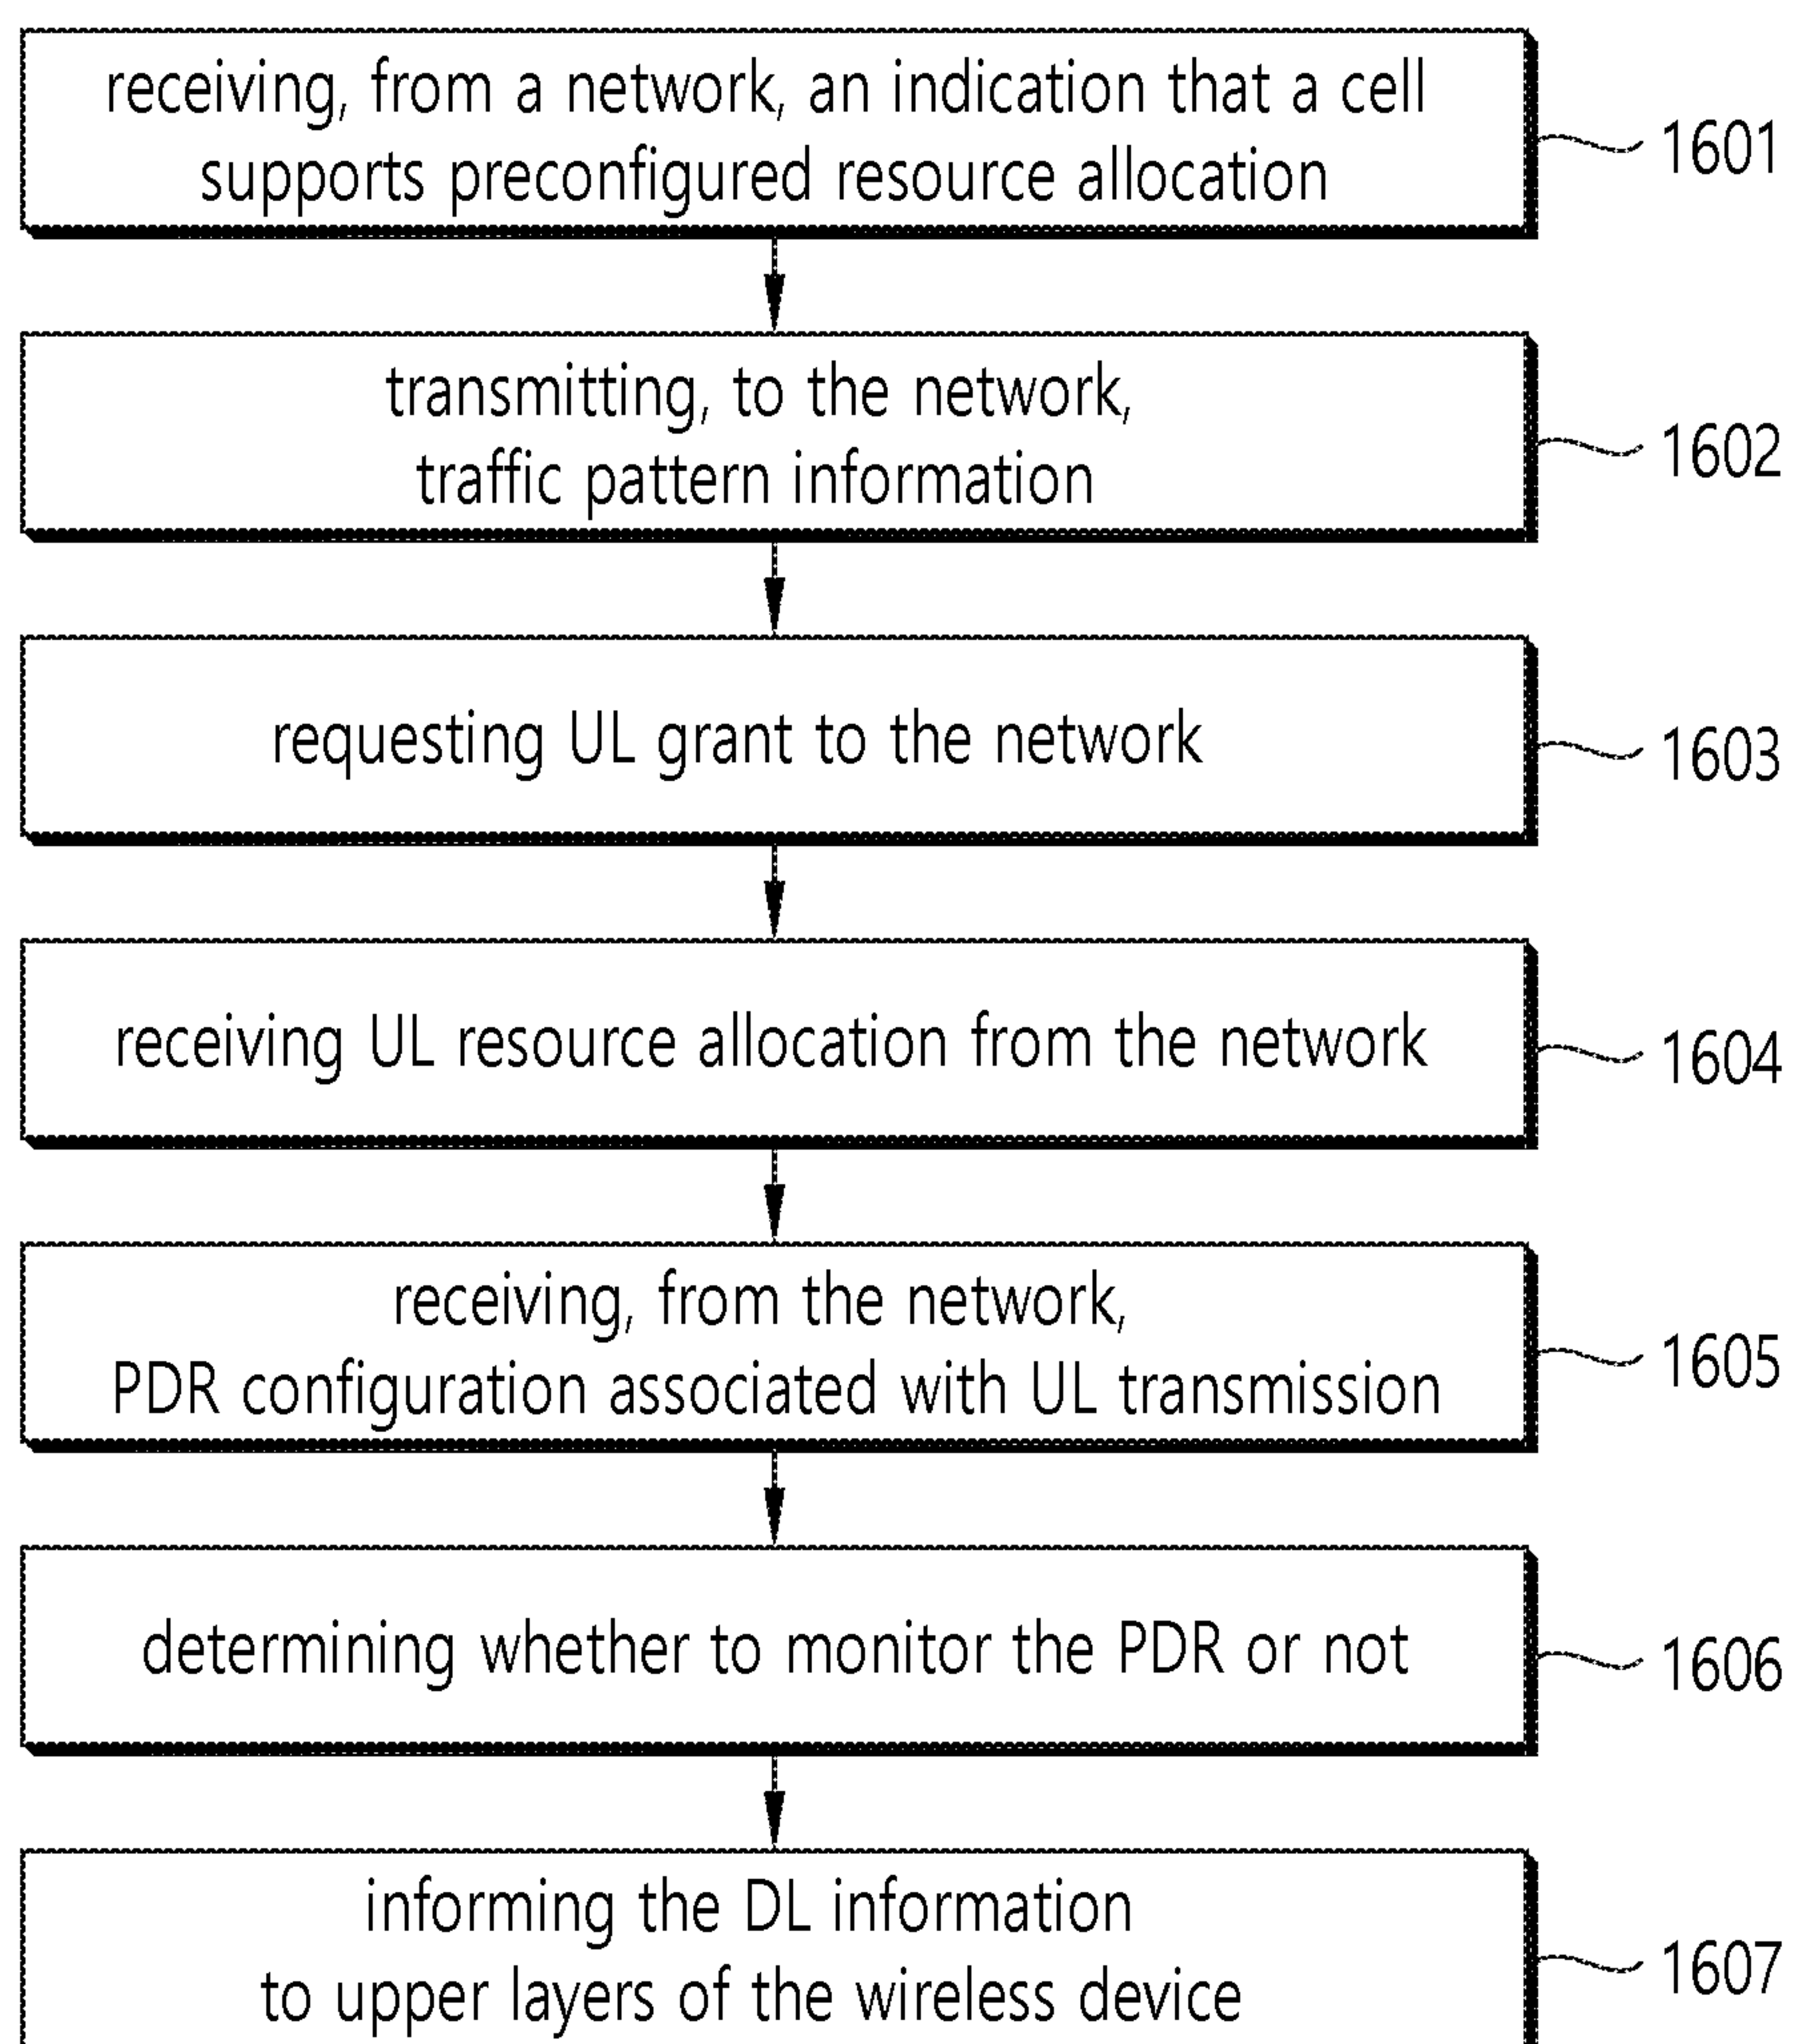 receiving, from a network, an indication that a cell
supports preconfigured resource allocation
1601
transmitting, to the network,
traffic pattern information
1602
requesting UL grant to the network
1603
receiving UL resource allocation from the network
1604
receiving, from the network,
PDR configuration associated with UL transmission
1605
determining whether to monitor the PDR or not
1606
informing the DL information
to upper layers of the wireless device
1607